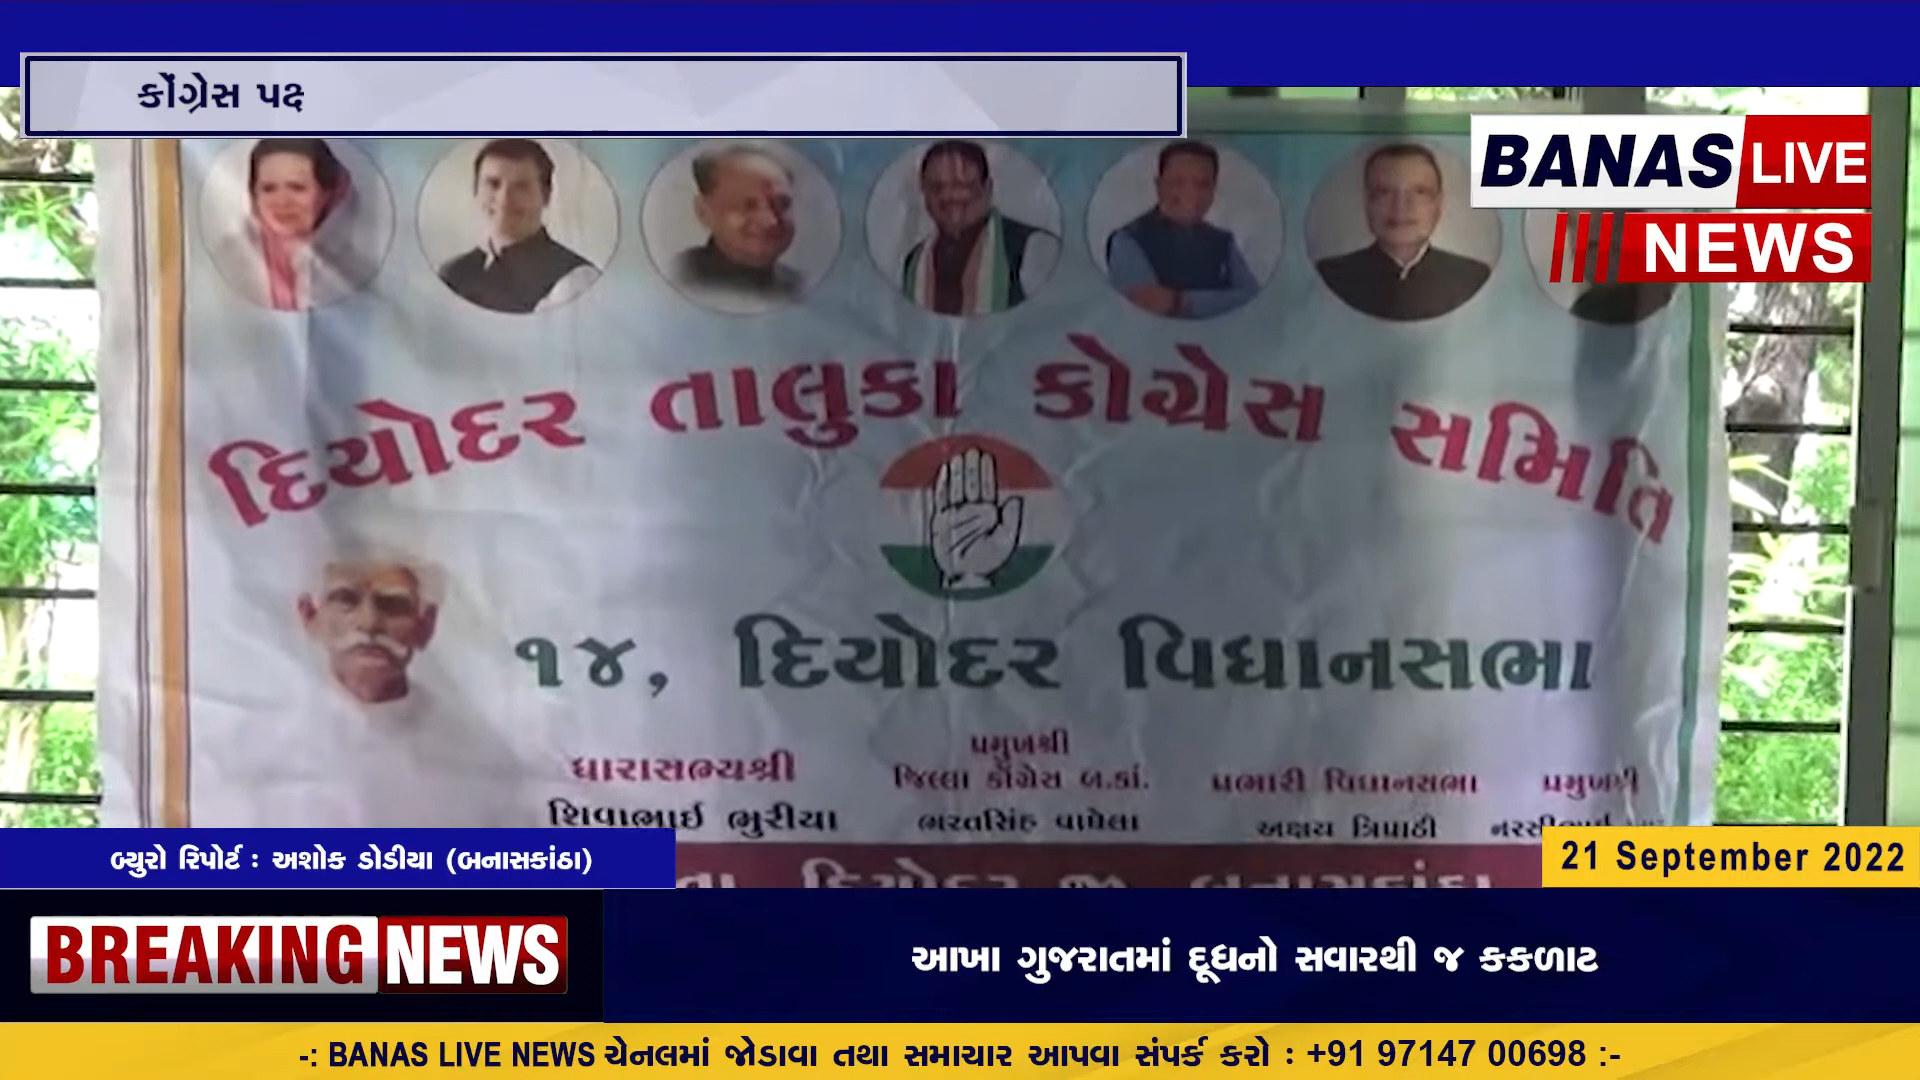 કોંગ્રેસ પક્ષ
BANAS LIVE
NEWS
દિયોદર તાલુકા કોગ્રેસ સમિતિ
૧૪, દિયોદર વિધાનસભા
ધારાસભ્યશ્રી
શિવાભાઈ ભુરીયા
પ્રમુખશ્રી
જિલ્લા કોંગ્રેસ બ.કાં.
ભરતસિંહ વાઘેલા
પ્રભારી વિધાનસભા
અક્ષય ત્રિપાઠી
પ્રમુખશ્રી
બ્યુરો રિપોર્ટ : અશોક ડોડીયા (બનાસકાંઠા)
21 September 2022
BREAKING NEWS
આખા ગુજરાતમાં દૂધનો સવારથી જ કકળાટ
-: BANAS LIVE NEWS ચેનલમાં જોડાવા તથા સમાચાર આપવા સંપર્ક કરો : +91 97147 00698 :-